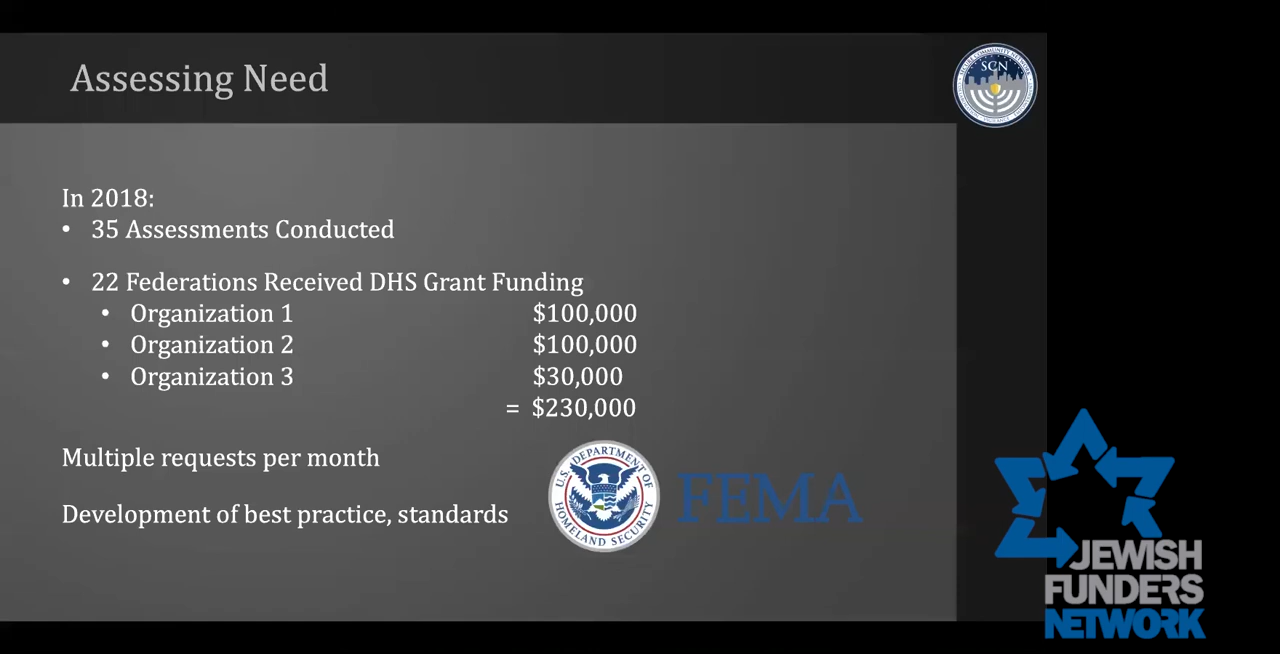 Assessing Need
SCN
In 2018:
• 35 Assessments Conducted
• 22 Federations Received DHS Grant Funding
• Organization 1 $100,000
• Organization 2 $100,000
• Organization 3 $30,000
= $230,000
Multiple requests per month
Development of best practice, standards
U.S. DEPARTMENT OF
HOMELAND SECURITY
FEMA
JEWISH
FUNDERS
NETWORK